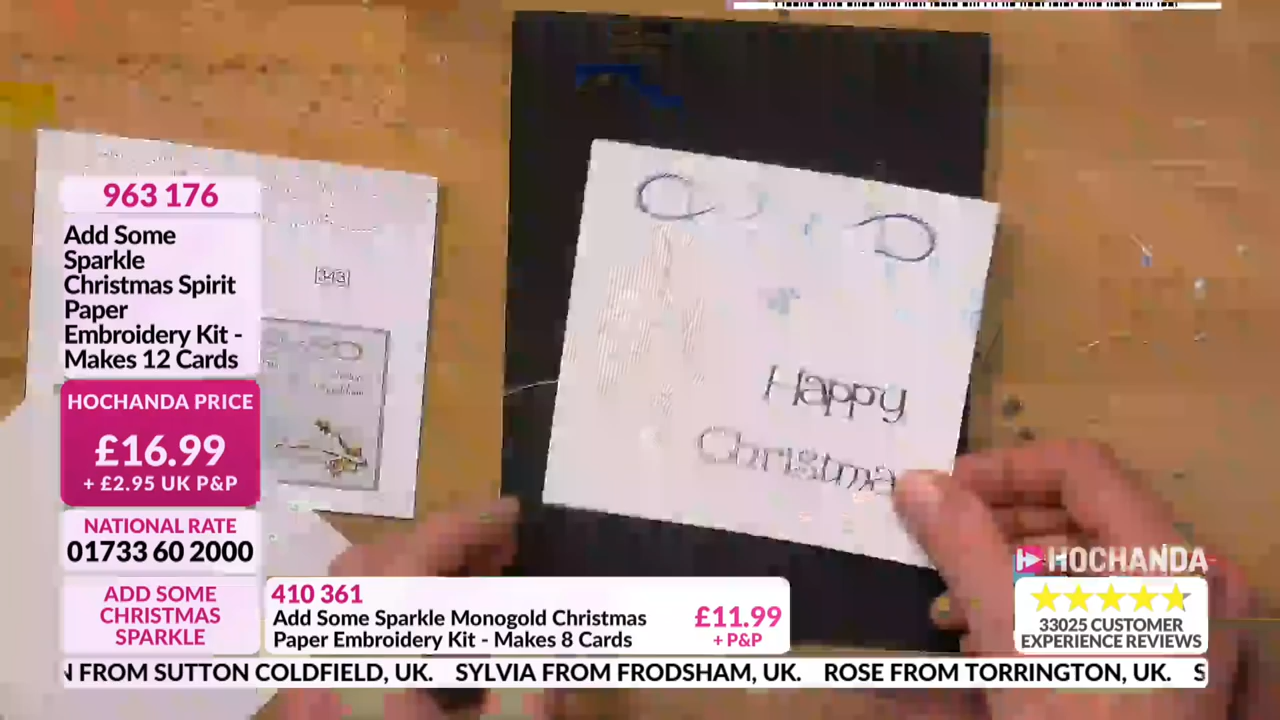 963 176
Add Some
Sparkle
Christmas Spirit
Paper
Embroidery Kit -
Makes 12 Cards
HOCHANDA PRICE
£16.99
+ £2.95 UK P&P
NATIONAL RATE
01733 60 2000
ADD SOME
CHRISTMAS
SPARKLE
343
Happy
Christma
410 361
Add Some Sparkle Monogold Christmas
Paper Embroidery Kit - Makes 8 Cards
£11.99
+ P&P
HOCHANDA
33025 CUSTOMER
EXPERIENCE REVIEWS
N FROM SUTTON COLDFIELD, UK. SYLVIA FROM FRODSHAM, UK. ROSE FROM TORRINGTON, UK. S